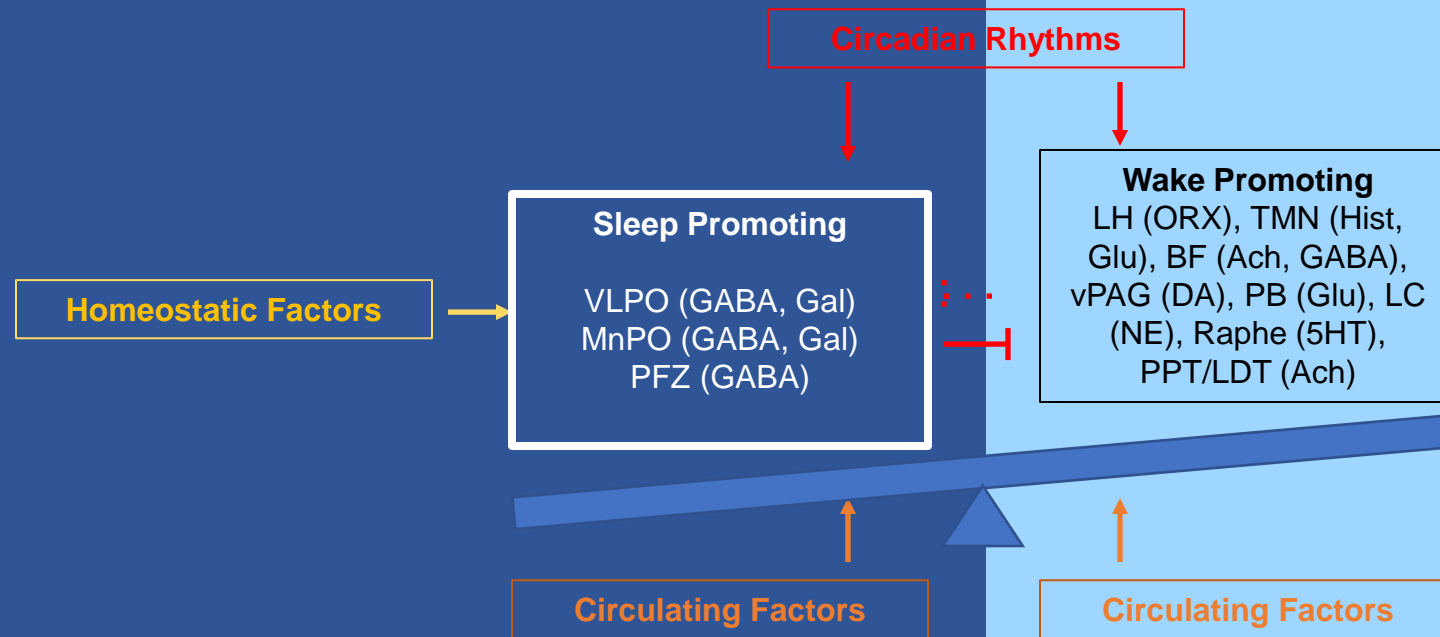 Circadian Rhythms
Homeostatic Factors
Sleep Promoting
VLPO (GABA, Gal)
MnPO (GABA, Gal)
PFZ (GABA)
Wake Promoting
LH (ORX), TMN (Hist,
Glu), BF (Ach, GABA),
vPAG (DA), PB (Glu), LC
(NE), Raphe (5HT),
PPT/LDT (Ach)
Circulating Factors
Circulating Factors